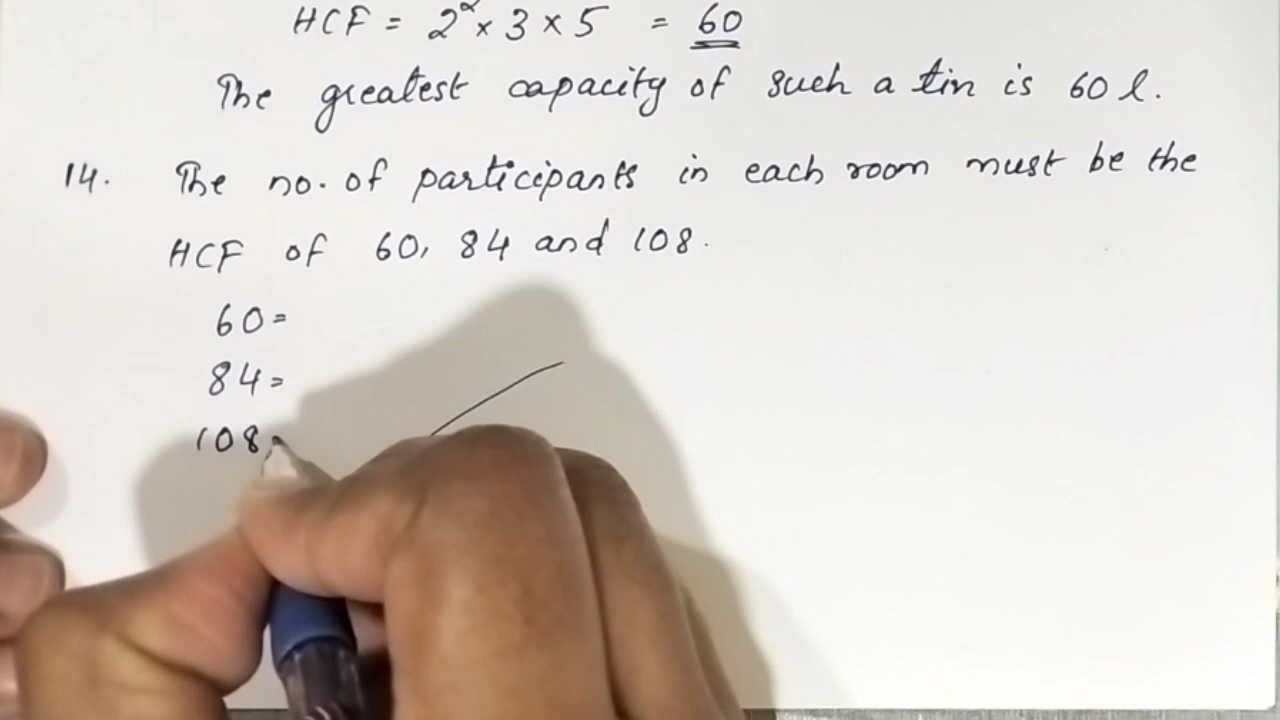 HCF = 2² × 3 × 5 = 60
The greatest capacity of such a tin is 60 l.
14. The no. of participants in each room must be the
HCF of 60, 84 and 108.
60 =
84 =
108 =